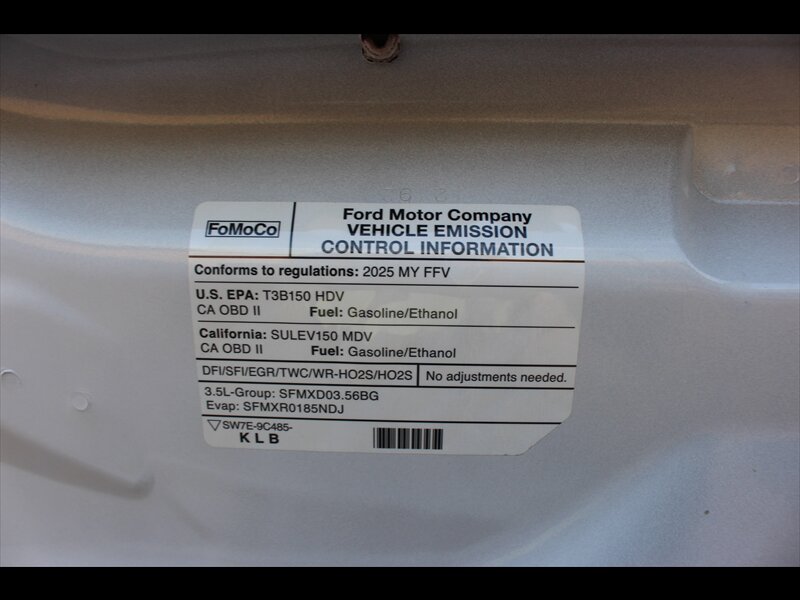 FoMoCo
Ford Motor Company
VEHICLE EMISSION
CONTROL INFORMATION
Conforms to regulations: 2025 MY FFV
U.S. EPA: T3B150 HDV
CA OBD II Fuel: Gasoline/Ethanol
California: SULEV150 MDV
CA OBD II Fuel: Gasoline/Ethanol
DFI/SFI/EGR/TWC/WR-HO2S/HO2S No adjustments needed.
3.5L-Group: SFMXD03.56BG
Evap: SFMXR0185NDJ
SW7E-9C485-
K L B